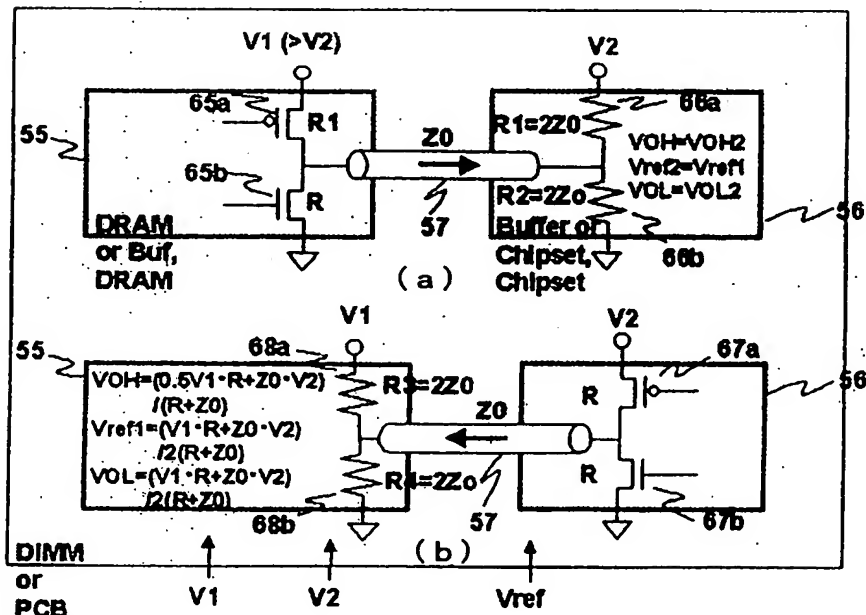 V1 (>V2)
V2
65a
66a
R1
R1=2Z0
55
Z0
VOH=VOH2
Vref2=Vref1
VOL=VOL2
65b
R
R2=2Zo
57
56
DRAM
or Buf,
DRAM
Buffer or
Chipset,
Chipset
66b
(a)
V1
V2
55
68a
67a
56
VOH=(0.5V1·R+Z0·V2)
/(R+Z0)
R3=2Z0
Z0
R
Vref1=(V1·R+Z0·V2)
/2(R+Z0)
VOL=(V1·R+Z0·V2)
/2(R+Z0)
R4=2Zo
R
68b
57
67b
(b)
DIMM
or
PCB
V1
V2
Vref